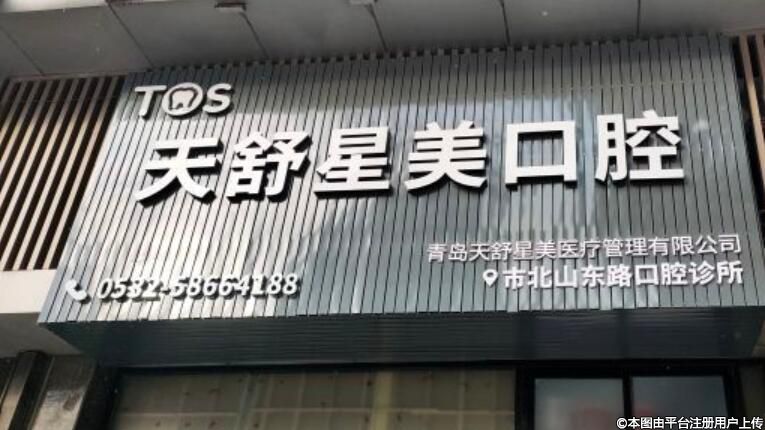 TOS
天舒星美口腔
青岛天舒星美医疗管理有限公司
0532-68664188
市北山东路口腔诊所
©本图由平台注册用户上传